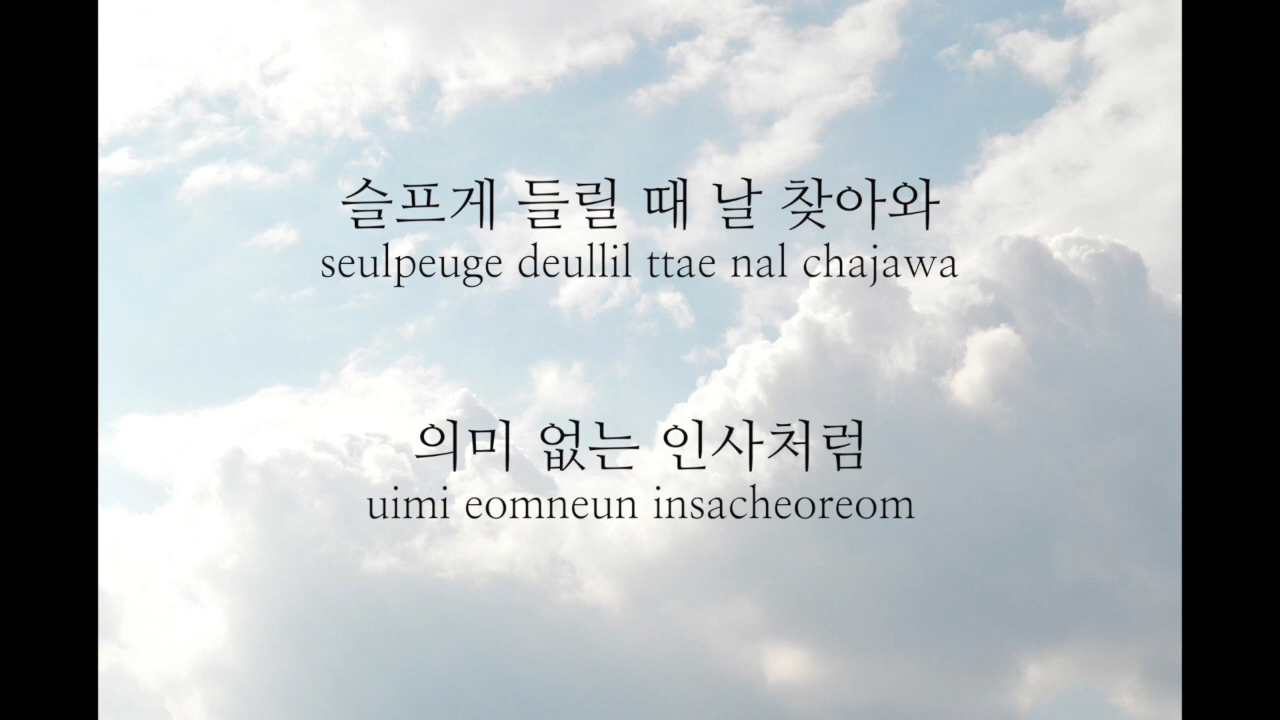 슬프게 들릴 때 날 찾아와
seulpeuge deullil ttae nal chajawa
의미 없는 인사처럼
uimi eomneun insacheoreom